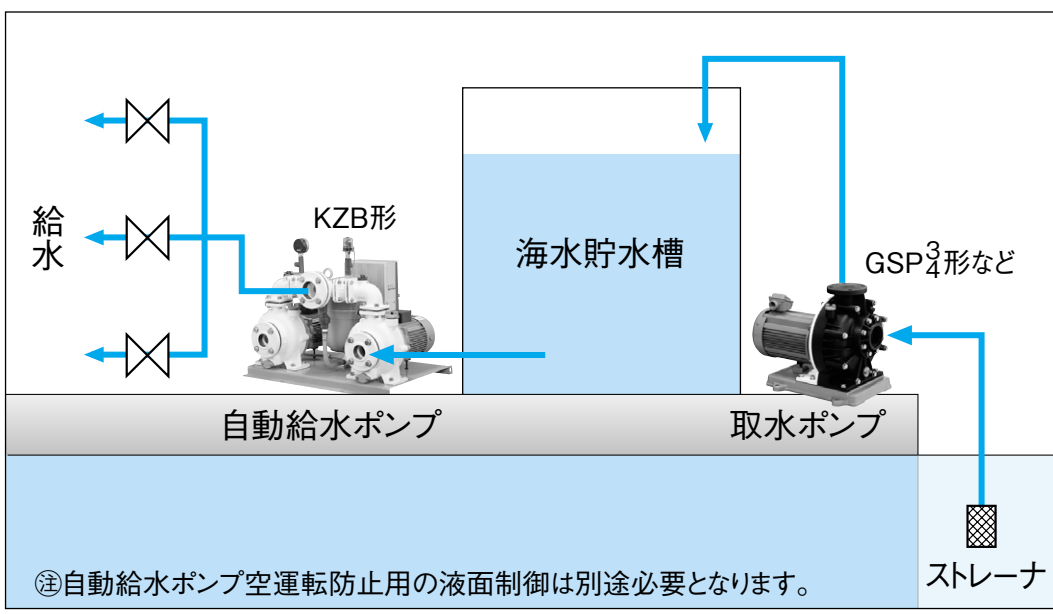 給水
KZB形
海水貯水槽
GSP3/4形など
自動給水ポンプ
取水ポンプ
ストレーナ
㊟自動給水ポンプ空運転防止用の液面制御は別途必要となります。